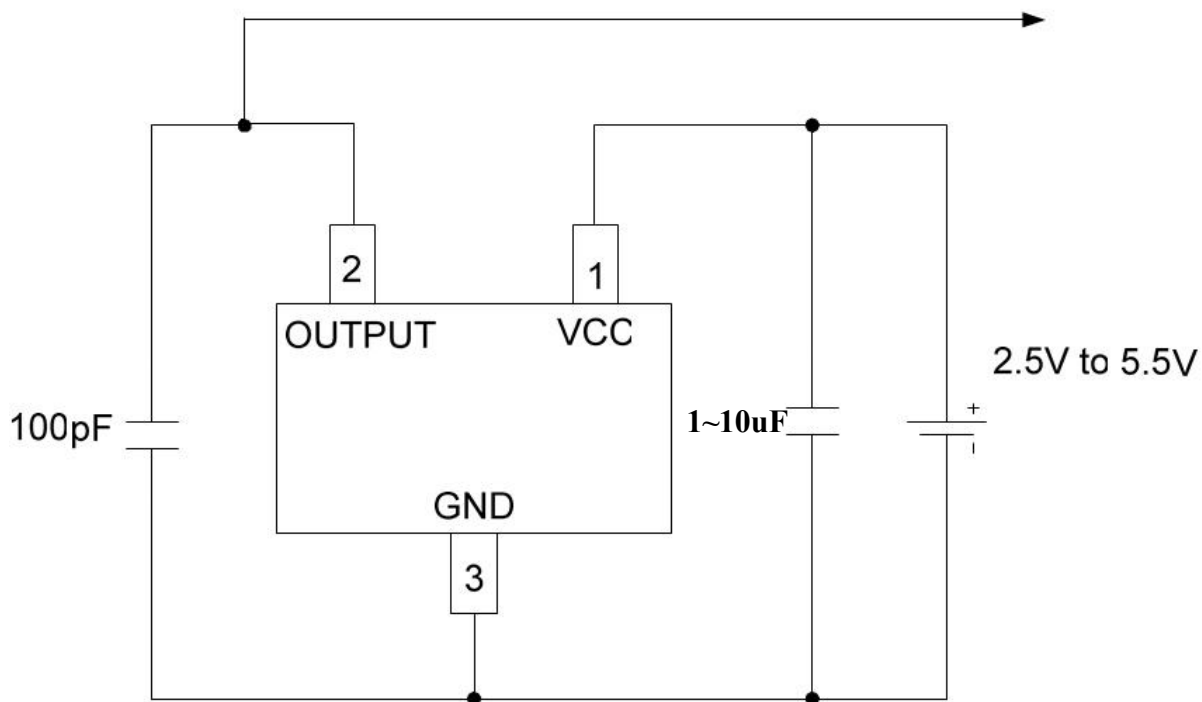 2
1
OUTPUT
VCC
2.5V to 5.5V
+
-
100pF
1~10uF
GND
3